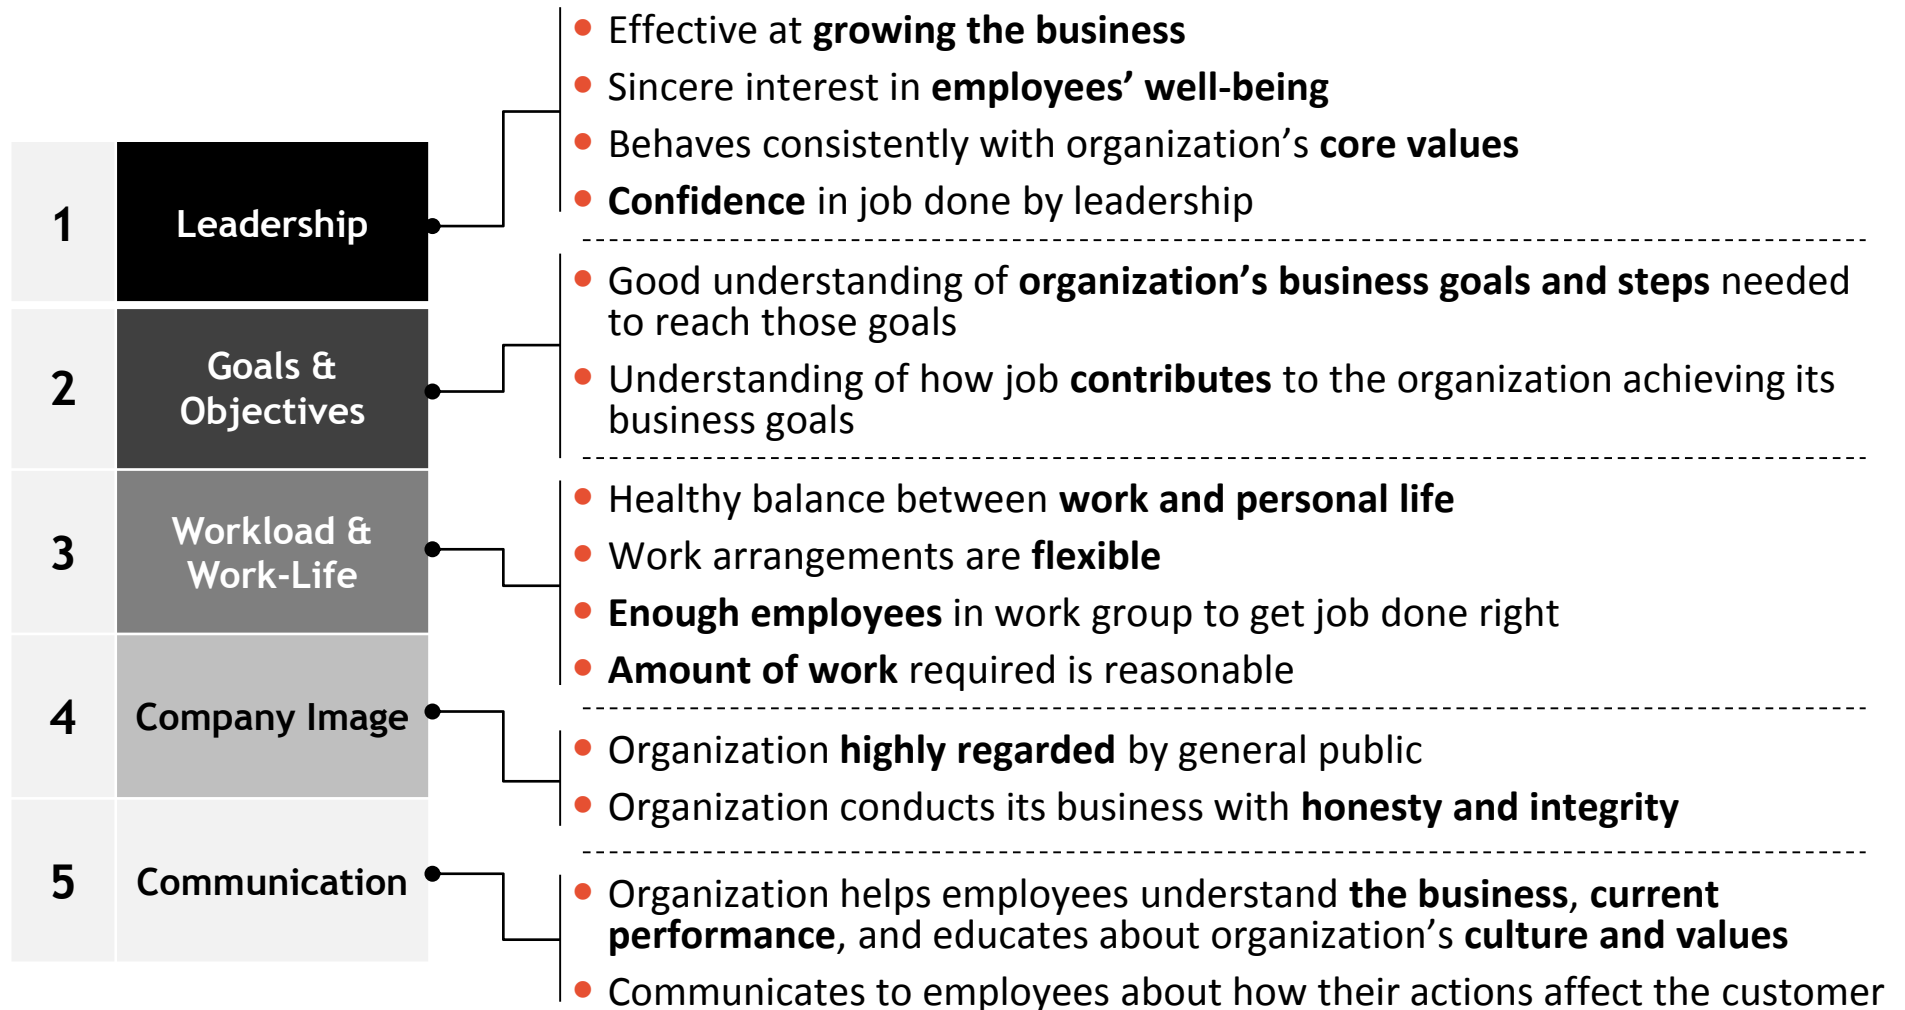 1
Leadership
• Effective at growing the business
• Sincere interest in employees’ well-being
• Behaves consistently with organization’s core values
• Confidence in job done by leadership
2
Goals &
Objectives
• Good understanding of organization’s business goals and steps needed
to reach those goals
• Understanding of how job contributes to the organization achieving its
business goals
3
Workload &
Work-Life
• Healthy balance between work and personal life
• Work arrangements are flexible
• Enough employees in work group to get job done right
• Amount of work required is reasonable
4
Company Image
• Organization highly regarded by general public
• Organization conducts its business with honesty and integrity
5
Communication
• Organization helps employees understand the business, current
performance, and educates about organization’s culture and values
• Communicates to employees about how their actions affect the customer